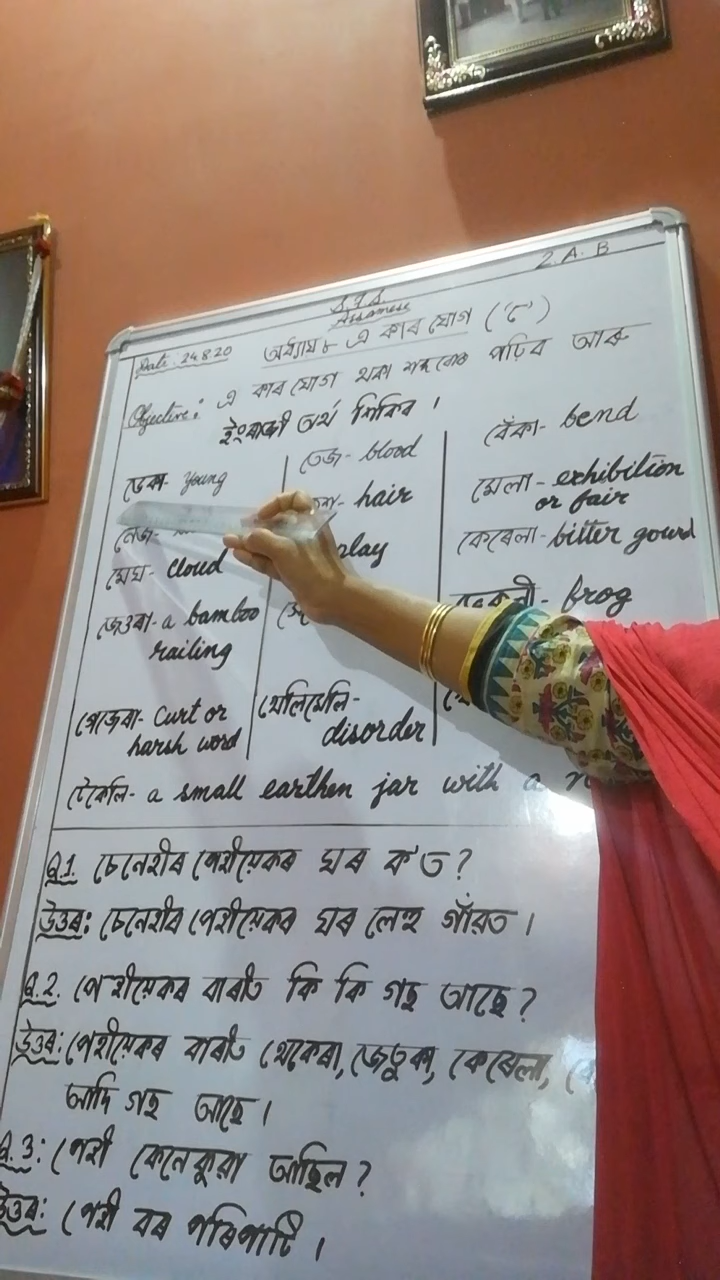 2. A. B
S.F.S.
Assamese
Date: 24.8.20
অধ্যায় ৮ এ কাৰ যোগ ('ে')
Objective: এ কাৰ যোগ থকা শব্দবোৰ পঢ়িব আৰু
ইংৰাজী অৰ্থ শিকিব।
ডেকা- Young
নেজ-
মেঘ- cloud
জেওৰা- a bamboo
railing
পেজেৰা- Curt or
harsh word
তেজ- blood
hair
play
খেলিমেলি-
disorder
বেঁকা- bend
মেলা- exhibition
or fair
কেৰেলা- bitter gourd
frog
টেকেলি- a small earthen jar with a
Q.1. চেনেহীৰ পেহীয়েকৰ ঘৰ ক'ত?
উত্তৰ: চেনেহীৰ পেহীয়েকৰ ঘৰ লেহু গাঁৱত।
Q.2. পেহীয়েকৰ বাৰীত কি কি গছ আছে?
উত্তৰ: পেহীয়েকৰ বাৰীত থেকেৰা, জেতুকা, কেৰেলা,
আদি গছ আছে।
Q.3: পেহী কেনেকুৱা আছিল?
উত্তৰ: পেহী বৰ পৰিপাটি।